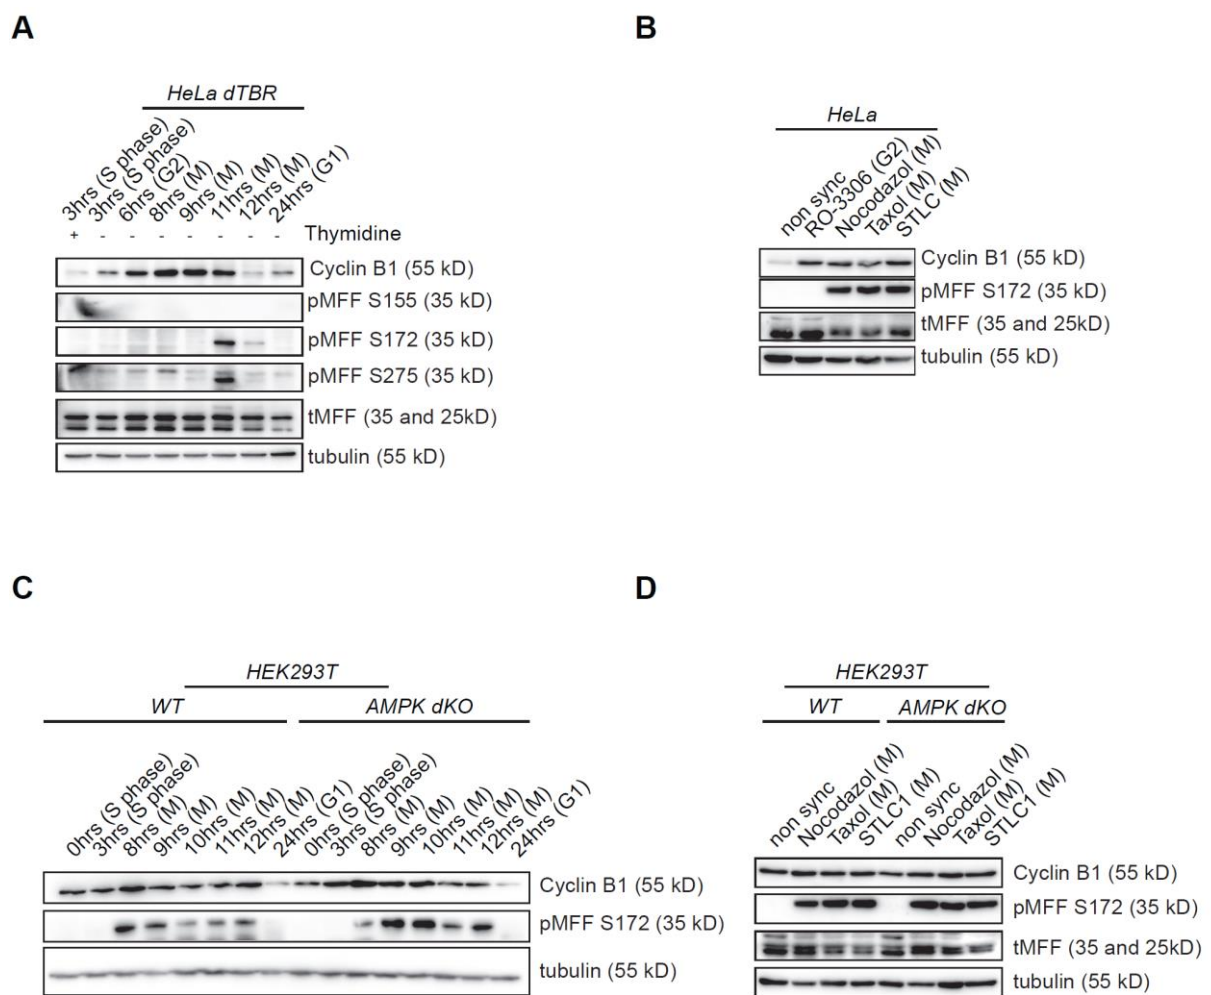 A
HeLa dTBR
3hrs (S phase)
3hrs (S phase)
6hrs (G2)
8hrs (M)
9hrs (M)
11hrs (M)
12hrs (M)
24hrs (G1)
+ - - - - - - - Thymidine
Cyclin B1 (55 kD)
pMFF S155 (35 kD)
pMFF S172 (35 kD)
pMFF S275 (35 kD)
tMFF (35 and 25kD)
tubulin (55 kD)
B
HeLa
non sync
RO-3306 (G2)
Nocodazol (M)
Taxol (M)
STLC (M)
Cyclin B1 (55 kD)
pMFF S172 (35 kD)
tMFF (35 and 25kD)
tubulin (55 kD)
C
HEK293T
WT AMPK dKO
0hrs (S phase)
3hrs (S phase)
8hrs (M)
9hrs (M)
10hrs (M)
11hrs (M)
12hrs (M)
24hrs (G1)
0hrs (S phase)
3hrs (S phase)
8hrs (M)
9hrs (M)
10hrs (M)
11hrs (M)
12hrs (M)
24hrs (G1)
Cyclin B1 (55 kD)
pMFF S172 (35 kD)
tubulin (55 kD)
D
HEK293T
WT AMPK dKO
non sync
Nocodazol (M)
Taxol (M)
STLC1 (M)
non sync
Nocodazol (M)
Taxol (M)
STLC1 (M)
Cyclin B1 (55 kD)
pMFF S172 (35 kD)
tMFF (35 and 25kD)
tubulin (55 kD)